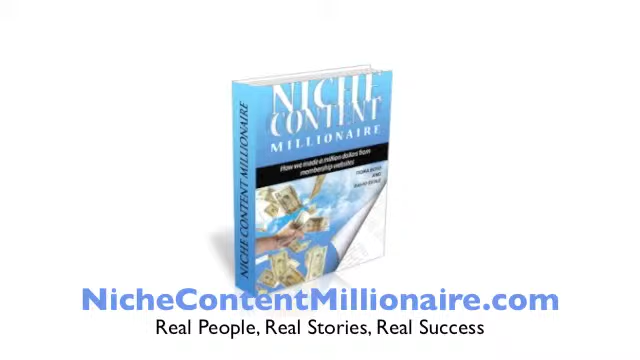 NICHE
CONTENT
MILLIONAIRE
How we made a million dollars from
membership websites
AND
NICHE CONTENT MILLIONAIRE
NicheContentMillionaire.com
Real People, Real Stories, Real Success